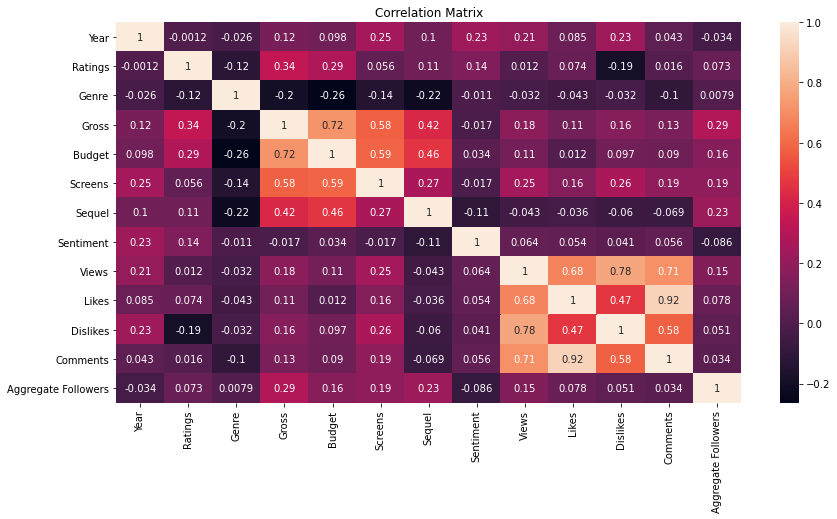 Correlation Matrix
Year 1 -0.0012 -0.026 0.12 0.098 0.25 0.1 0.23 0.21 0.085 0.23 0.043 -0.034
Ratings -0.0012 1 -0.12 0.34 0.29 0.056 0.11 0.14 0.012 0.074 -0.19 0.016 0.073
Genre -0.026 -0.12 1 -0.2 -0.26 -0.14 -0.22 -0.011 -0.032 -0.043 -0.032 -0.1 0.0079
Gross 0.12 0.34 -0.2 1 0.72 0.58 0.42 -0.017 0.18 0.11 0.16 0.13 0.29
Budget 0.098 0.29 -0.26 0.72 1 0.59 0.46 0.034 0.11 0.012 0.097 0.09 0.16
Screens 0.25 0.056 -0.14 0.58 0.59 1 0.27 -0.017 0.25 0.16 0.26 0.19 0.19
Sequel 0.1 0.11 -0.22 0.42 0.46 0.27 1 -0.11 -0.043 -0.036 -0.06 -0.069 0.23
Sentiment 0.23 0.14 -0.011 -0.017 0.034 -0.017 -0.11 1 0.064 0.054 0.041 0.056 -0.086
Views 0.21 0.012 -0.032 0.18 0.11 0.25 -0.043 0.064 1 0.68 0.78 0.71 0.15
Likes 0.085 0.074 -0.043 0.11 0.012 0.16 -0.036 0.054 0.68 1 0.47 0.92 0.078
Dislikes 0.23 -0.19 -0.032 0.16 0.097 0.26 -0.06 0.041 0.78 0.47 1 0.58 0.051
Comments 0.043 0.016 -0.1 0.13 0.09 0.19 -0.069 0.056 0.71 0.92 0.58 1 0.034
Aggregate Followers -0.034 0.073 0.0079 0.29 0.16 0.19 0.23 -0.086 0.15 0.078 0.051 0.034 1
Year Ratings Genre Gross Budget Screens Sequel Sentiment Views Likes Dislikes Comments Aggregate Followers
1.0
0.8
0.6
0.4
0.2
0.0
−0.2